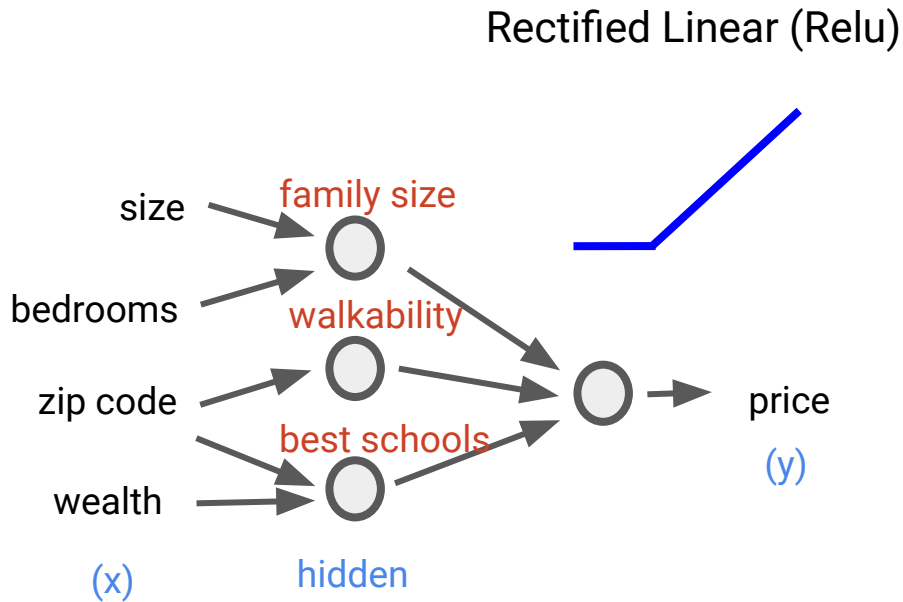 Rectified Linear (Relu)
size
family size
bedrooms
walkability
zip code
best schools
wealth
price
(y)
(x)
hidden